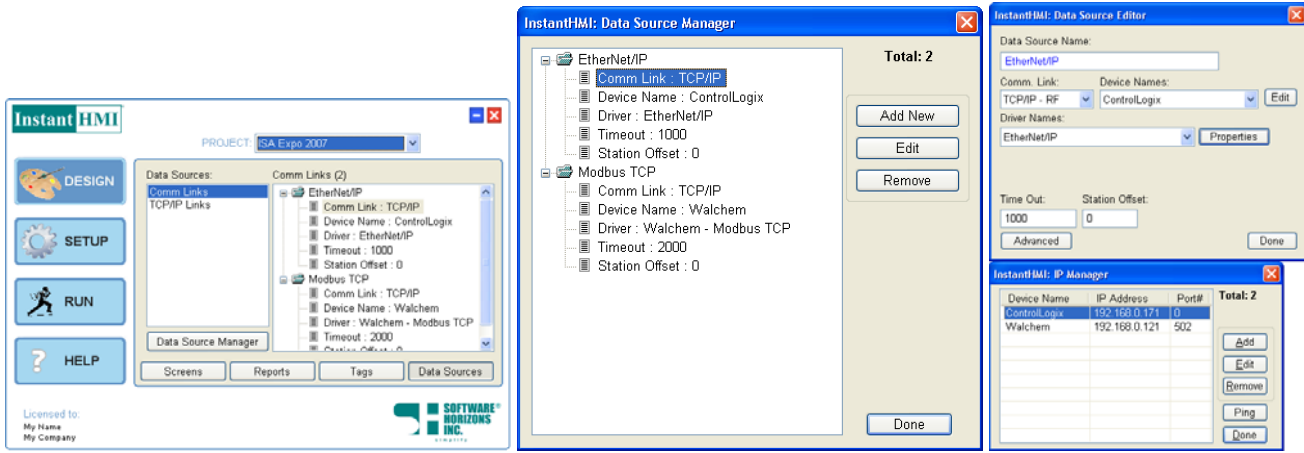 Instant HMI
PROJECT: ISA Expo 2007
DESIGN
SETUP
RUN
HELP
Data Sources:
Comm Links
TCP/IP Links
Data Source Manager
Comm Links (2)
EtherNet/IP
Comm Link : TCP/IP
Device Name : ControlLogix
Driver : EtherNet/IP
Timeout : 1000
Station Offset : 0
Modbus TCP
Comm Link : TCP/IP
Device Name : Walchem
Driver : Walchem - Modbus TCP
Timeout : 2000
Station Offset : 0
Screens
Reports
Tags
Data Sources
Licensed to:
My Name
My Company
SOFTWARE®
HORIZONS
INC.
simplify
InstantHMI: Data Source Manager
EtherNet/IP
Comm Link : TCP/IP
Device Name : ControlLogix
Driver : EtherNet/IP
Timeout : 1000
Station Offset : 0
Modbus TCP
Comm Link : TCP/IP
Device Name : Walchem
Driver : Walchem - Modbus TCP
Timeout : 2000
Station Offset : 0
Total: 2
Add New
Edit
Remove
Done
InstantHMI: Data Source Editor
Data Source Name:
EtherNet/IP
Comm. Link: Device Names:
TCP/IP - RF ControlLogix Edit
Driver Names:
EtherNet/IP Properties
Time Out: Station Offset:
1000 0
Advanced Done
InstantHMI: IP Manager
Device Name IP Address Port# Total: 2
ControlLogix 192.168.0.171 0
Walchem 192.168.0.121 502
Add
Edit
Remove
Ping
Done